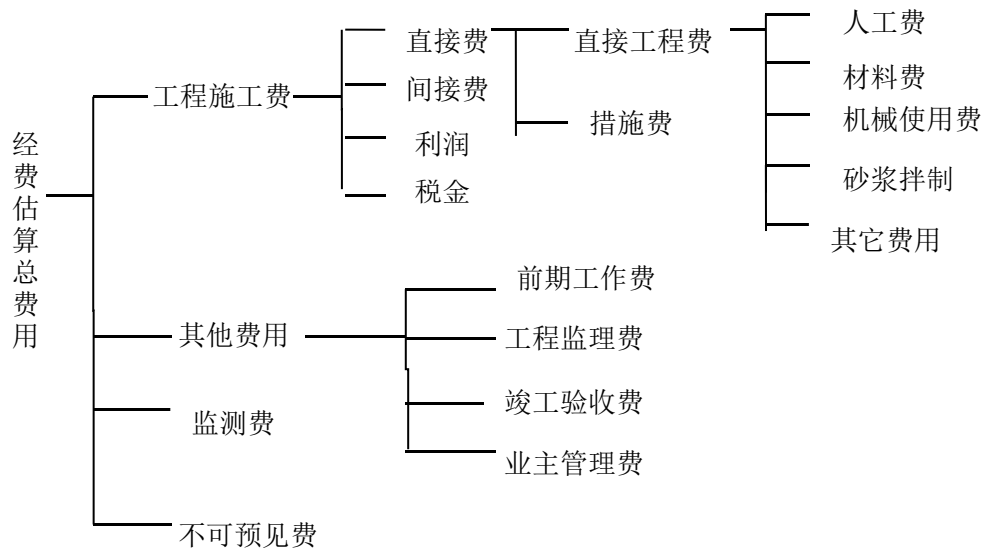 经费估算总费用
工程施工费
直接费
间接费
利润
税金
直接工程费
措施费
人工费
材料费
机械使用费
砂浆拌制
其它费用
其他费用
前期工作费
工程监理费
竣工验收费
业主管理费
监测费
不可预见费